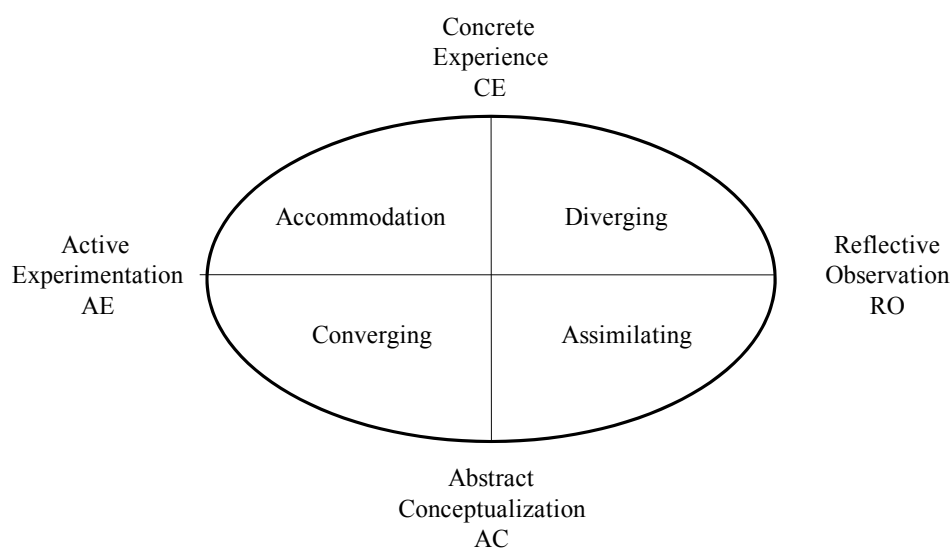 Concrete
Experience
CE
Accommodation
Diverging
Active
Experimentation
AE
Reflective
Observation
RO
Converging
Assimilating
Abstract
Conceptualization
AC